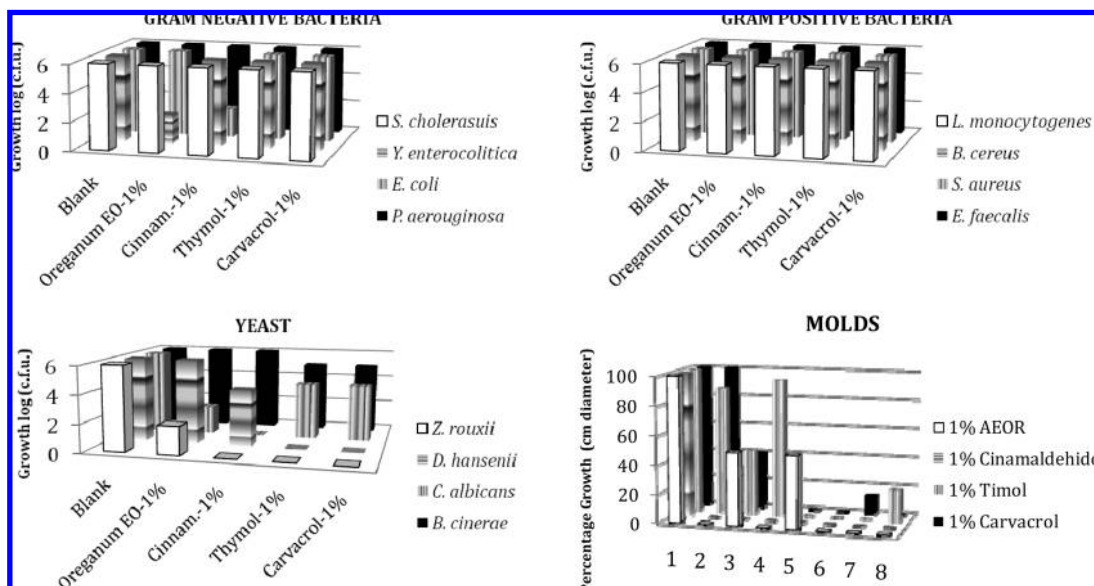 GRAM NEGATIVE BACTERIA
Growth log (c.f.u.)
6
4
2
0
Blank
Oreganum EO-1%
Cinnam.-1%
Thymol-1%
Carvacrol-1%
S. cholerasuis
Y. enterocolitica
E. coli
P. aerouginosa
GRAM POSITIVE BACTERIA
Growth log (c.f.u.)
6
4
2
0
Blank
Oreganum EO-1%
Cinnam.-1%
Thymol-1%
Carvacrol-1%
L. monocytogenes
B. cereus
S. aureus
E. faecalis
YEAST
Growth log (c.f.u.)
6
4
2
0
Blank
Oreganum EO-1%
Cinnam.-1%
Thymol-1%
Carvacrol-1%
Z. rouxii
D. hansenii
C. albicans
B. cinerae
MOLDS
Percentage Growth (cm diameter)
100
80
60
40
20
0
1 2 3 4 5 6 7 8
1% AEOR
1% Cinamaldehide
1% Timol
1% Carvacrol